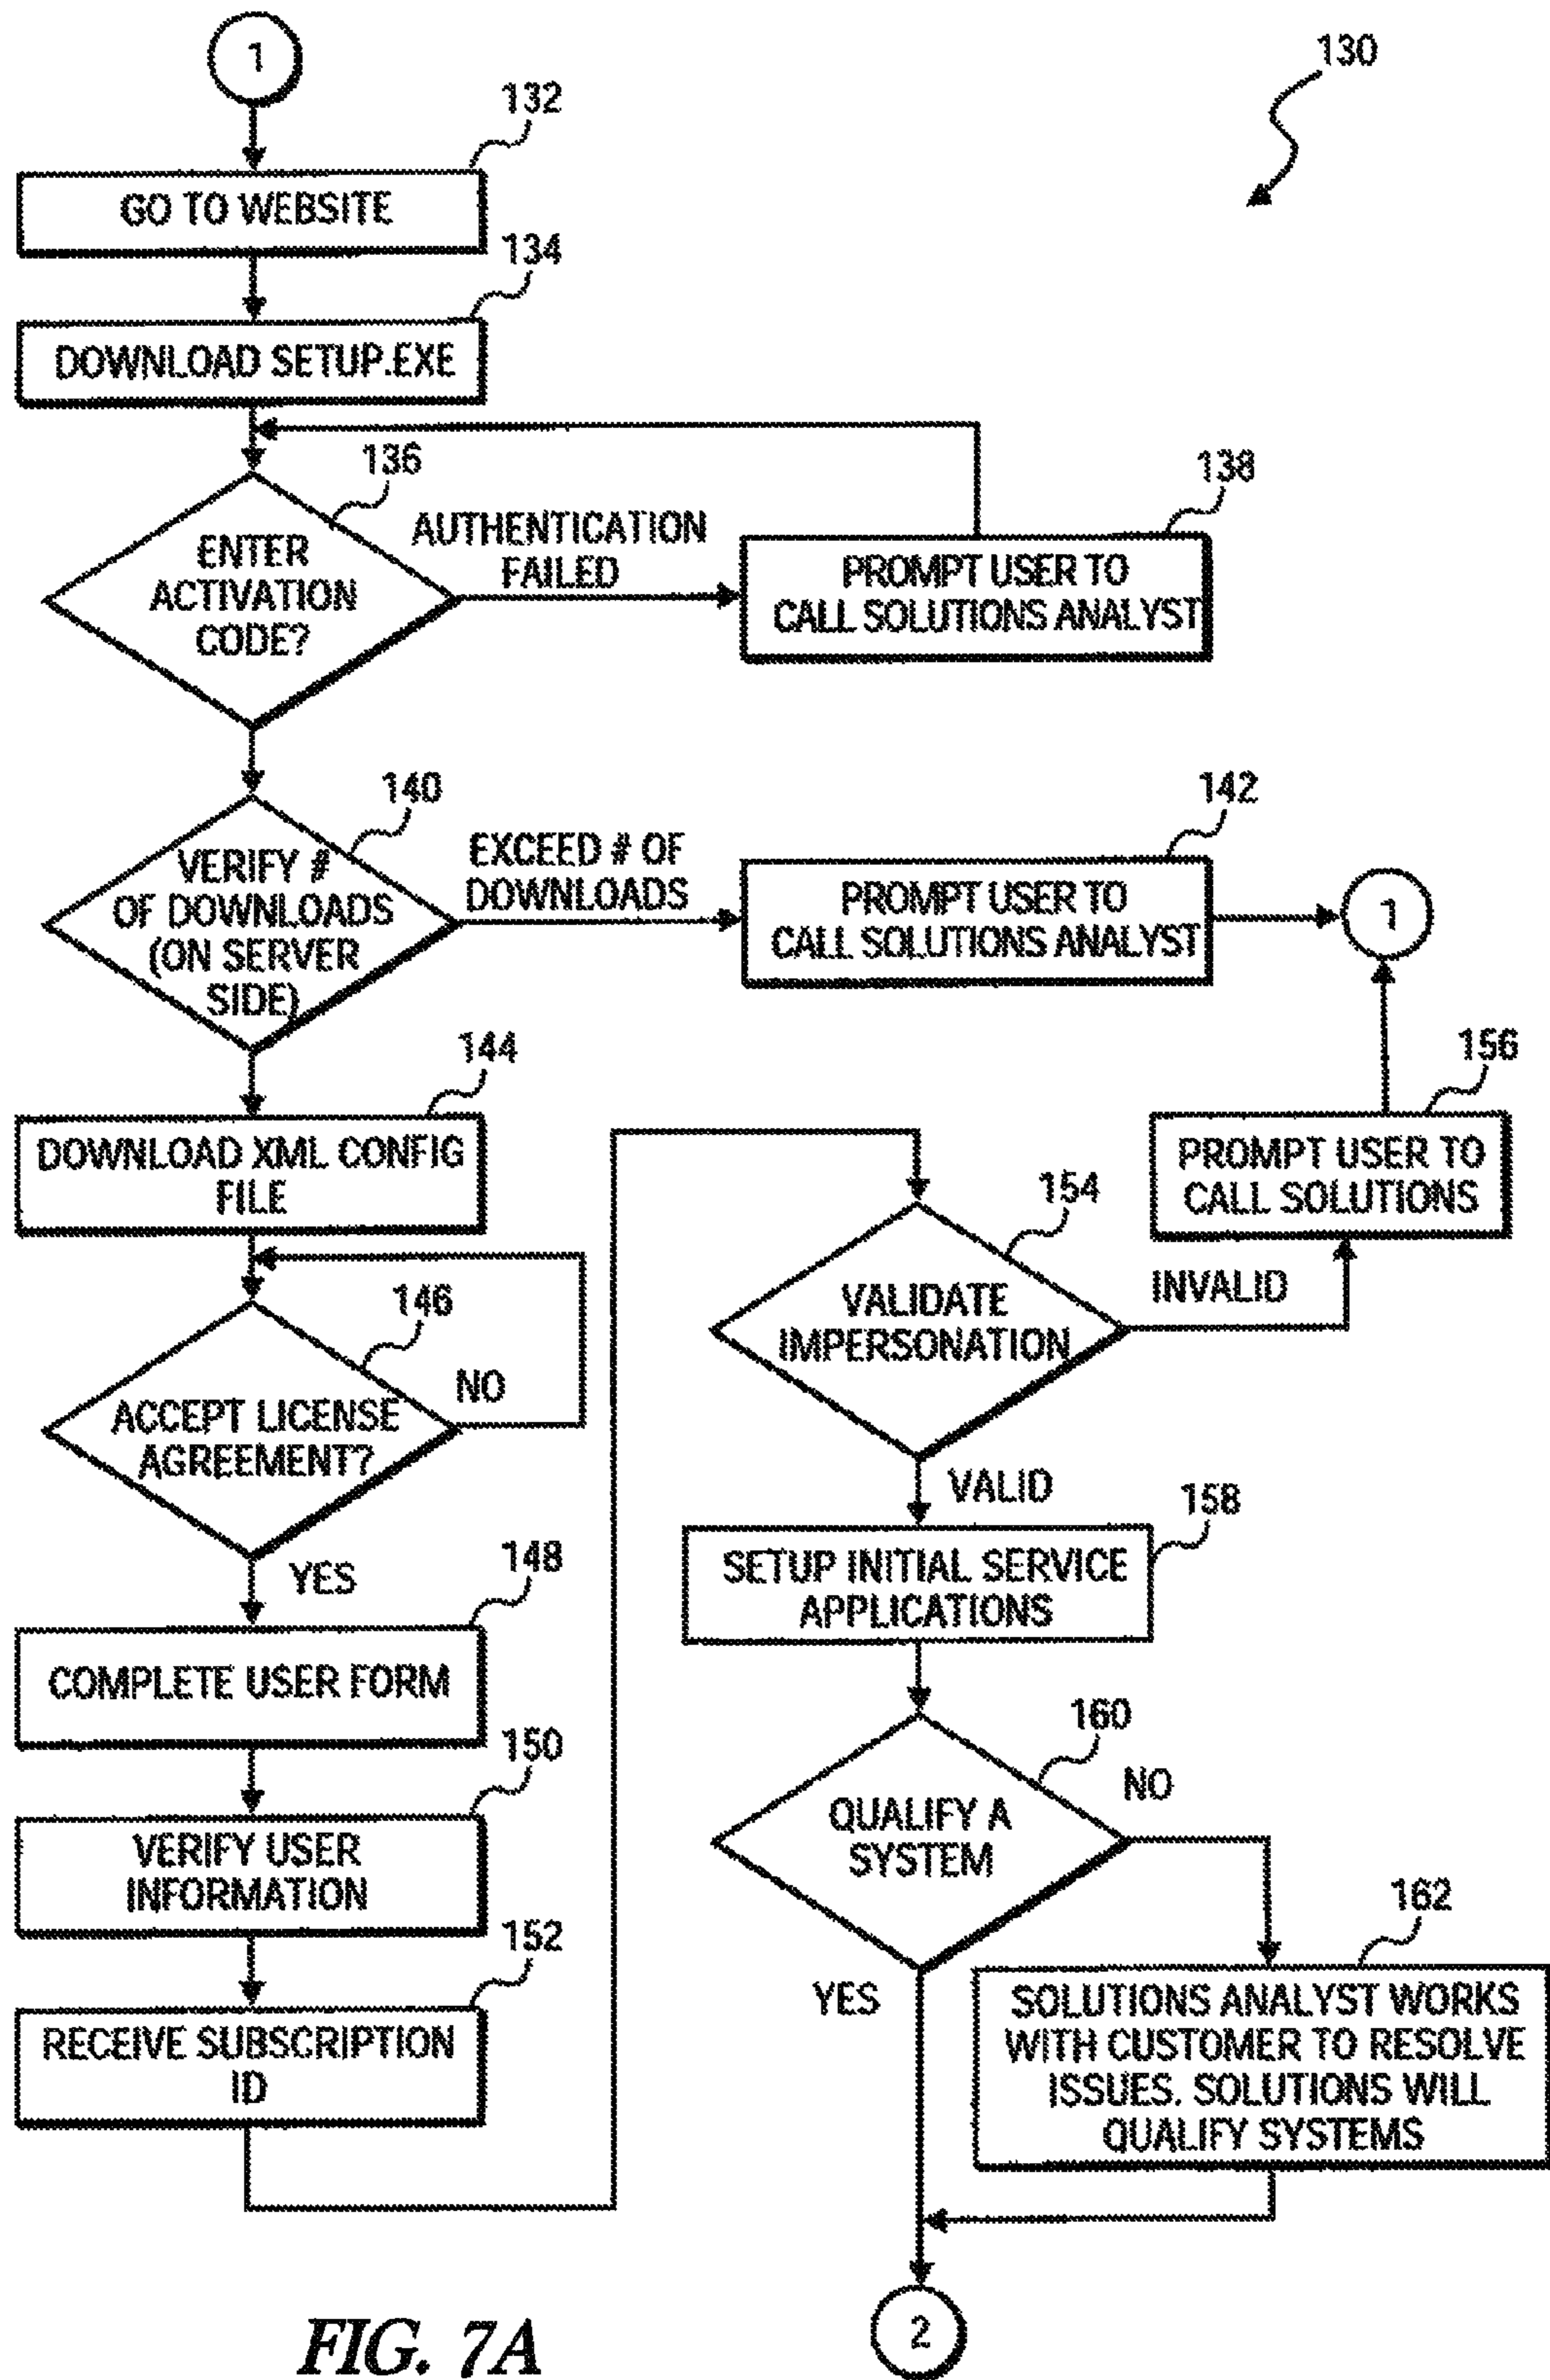 1
130
132
GO TO WEBSITE
134
DOWNLOAD SETUP.EXE
136
ENTER
ACTIVATION
CODE?
AUTHENTICATION
FAILED
138
PROMPT USER TO
CALL SOLUTIONS ANALYST
140
VERIFY #
OF DOWNLOADS
(ON SERVER
SIDE)
EXCEED # OF
DOWNLOADS
142
PROMPT USER TO
CALL SOLUTIONS ANALYST
1
144
DOWNLOAD XML CONFIG
FILE
146
ACCEPT LICENSE
AGREEMENT?
NO
YES
148
COMPLETE USER FORM
150
VERIFY USER
INFORMATION
152
RECEIVE SUBSCRIPTION
ID
154
VALIDATE
IMPERSONATION
INVALID
156
PROMPT USER TO
CALL SOLUTIONS
VALID
158
SETUP INITIAL SERVICE
APPLICATIONS
160
QUALIFY A
SYSTEM
NO
YES
162
SOLUTIONS ANALYST WORKS
WITH CUSTOMER TO RESOLVE
ISSUES. SOLUTIONS WILL
QUALIFY SYSTEMS
2
FIG. 7A